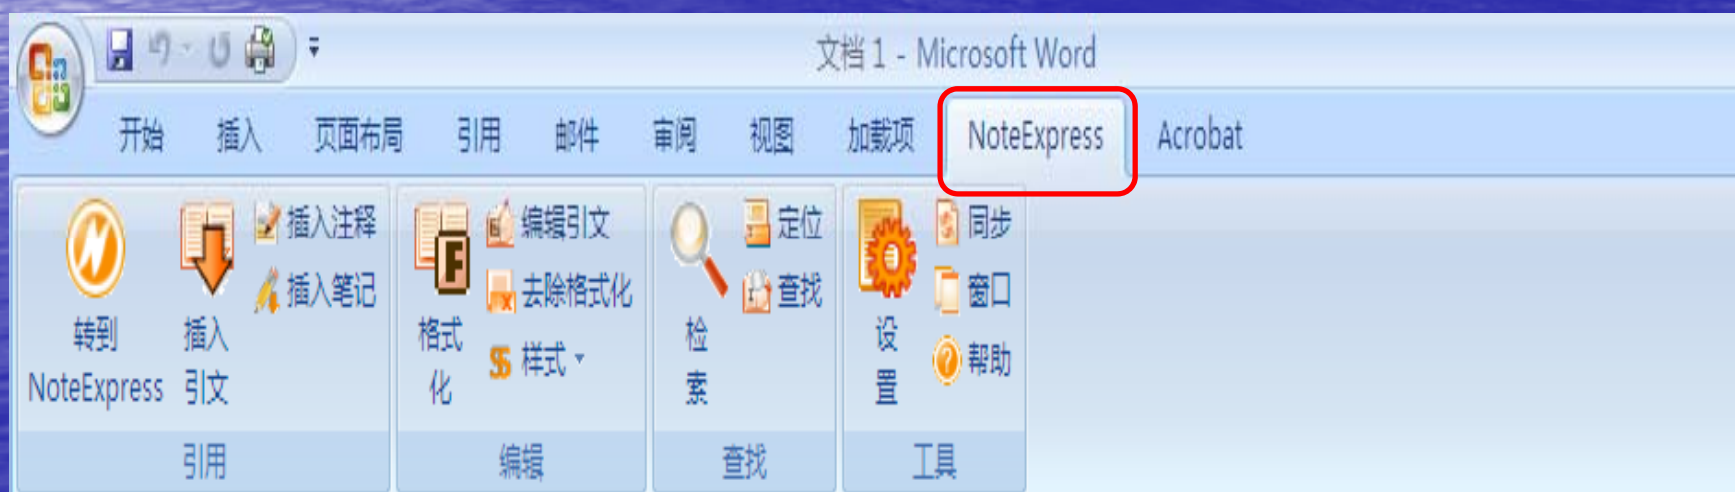 文档 1 - Microsoft Word
开始 插入 页面布局 引用 邮件 审阅 视图 加载项 NoteExpress Acrobat
转到
NoteExpress
插入
引文
插入注释
插入笔记
引用
格式
化
编辑引文
去除格式化
样式
编辑
检
索
定位
查找
查找
设
置
同步
窗口
帮助
工具